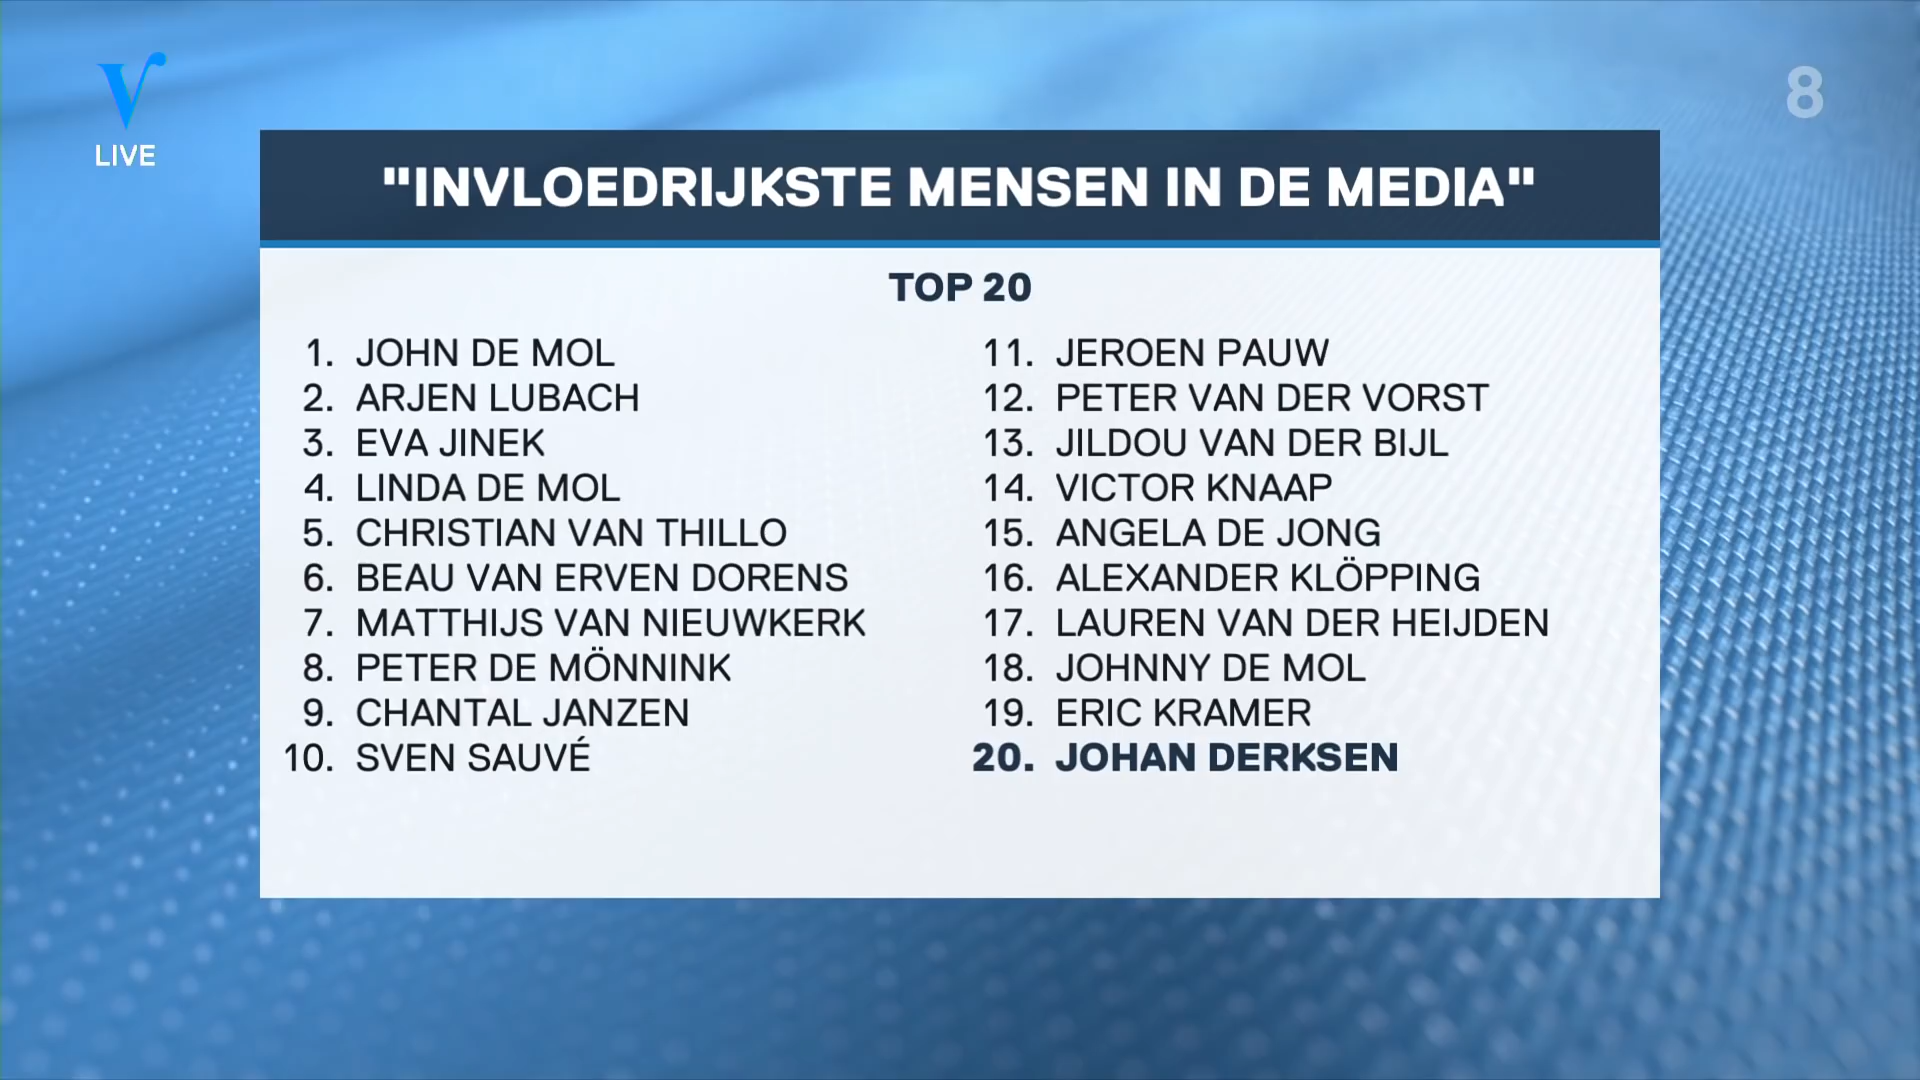 V
LIVE
8
"INVLOEDRIJKSTE MENSEN IN DE MEDIA"
TOP 20
1. JOHN DE MOL
2. ARJEN LUBACH
3. EVA JINEK
4. LINDA DE MOL
5. CHRISTIAN VAN THILLO
6. BEAU VAN ERVEN DORENS
7. MATTHIJS VAN NIEUWKERK
8. PETER DE MÖNNINK
9. CHANTAL JANZEN
10. SVEN SAUVÉ
11. JEROEN PAUW
12. PETER VAN DER VORST
13. JILDOU VAN DER BIJL
14. VICTOR KNAAP
15. ANGELA DE JONG
16. ALEXANDER KLÖPPING
17. LAUREN VAN DER HEIJDEN
18. JOHNNY DE MOL
19. ERIC KRAMER
20. JOHAN DERKSEN